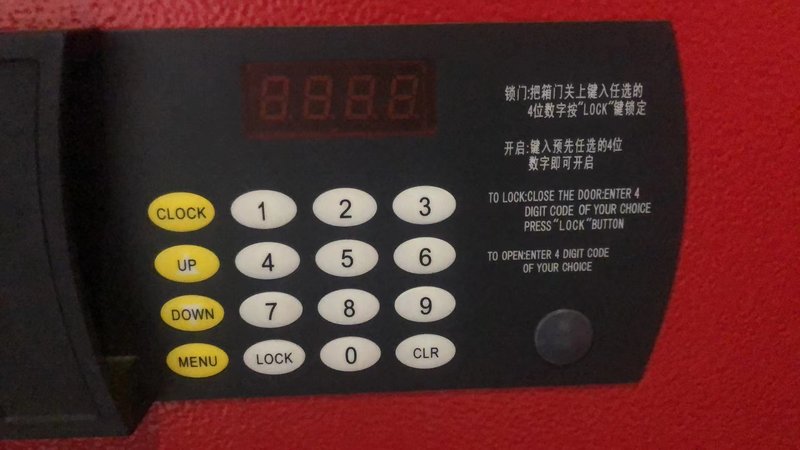 锁门:把箱门关上键入任选的
4位数字按"LOCK"键锁定
开启:键入预先任选的4位
数字即可开启
TO LOCK:CLOSE THE DOOR:ENTER 4
DIGIT CODE OF YOUR CHOICE
PRESS"LOCK"BUTTON
TO OPEN:ENTER 4 DIGIT CODE
OF YOUR CHOICE
CLOCK 1 2 3
UP 4 5 6
DOWN 7 8 9
MENU LOCK 0 CLR